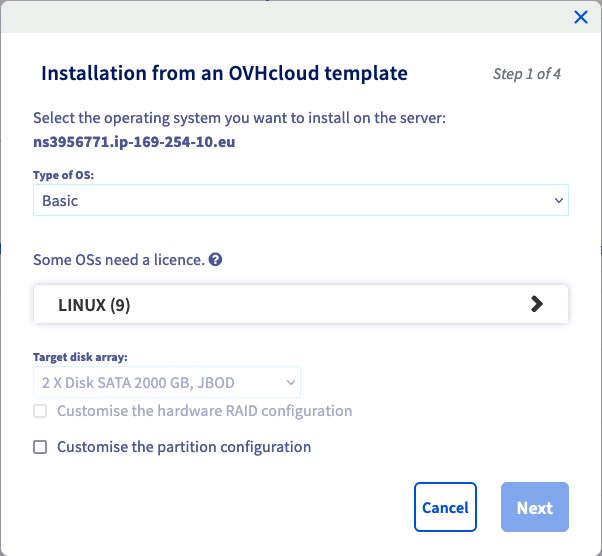 Installation from an OVHcloud template
Step 1 of 4
Select the operating system you want to install on the server:
ns3956771.ip-169-254-10.eu
Type of OS:
Basic
Some OSs need a licence.
LINUX (9)
Target disk array:
2 X Disk SATA 2000 GB, JBOD
Customise the hardware RAID configuration
Customise the partition configuration
Cancel
Next